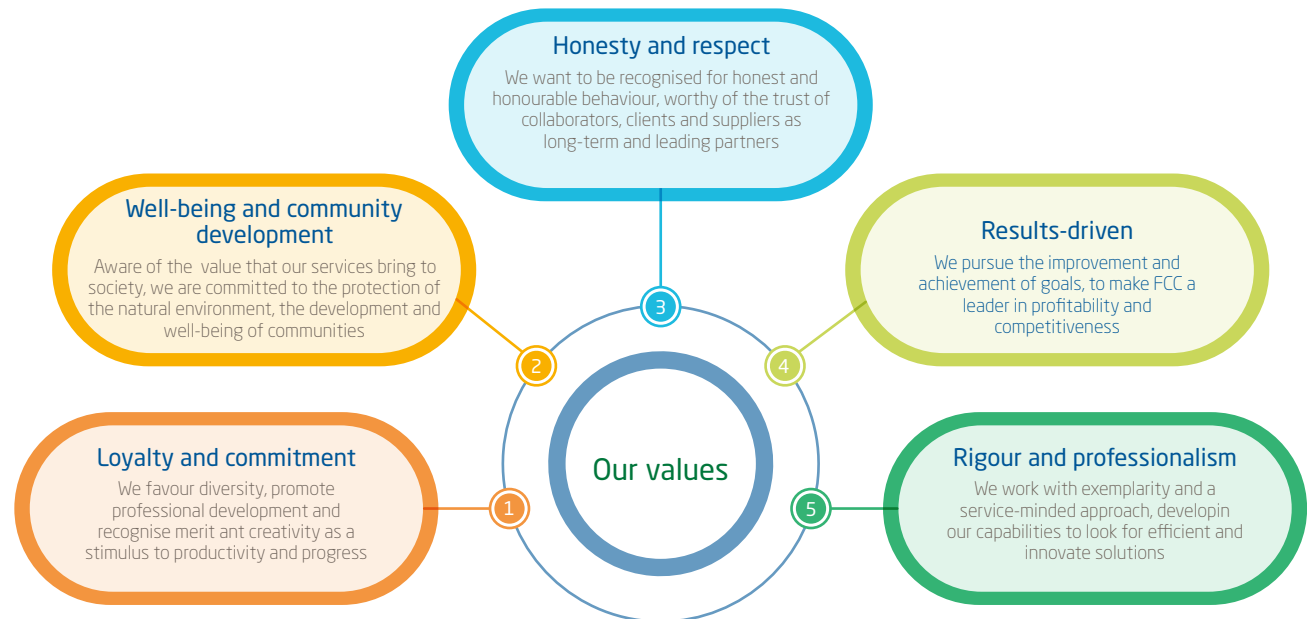 Honesty and respect
We want to be recognised for honest and
honourable behaviour, worthy of the trust of
collaborators, clients and suppliers as
long-term and leading partners
Well-being and community
development
Aware of the value that our services bring to
society, we are committed to the protection of
the natural environment, the development and
well-being of communities
Results-driven
We pursue the improvement and
achievement of goals, to make FCC a
leader in profitability and
competitiveness
3
2
4
Loyalty and commitment
We favour diversity, promote
professional development and
recognise merit ant creativity as a
stimulus to productivity and progress
1
Our values
5
Rigour and professionalism
We work with exemplarity and a
service-minded approach, developin
our capabilities to look for efficient and
innovate solutions